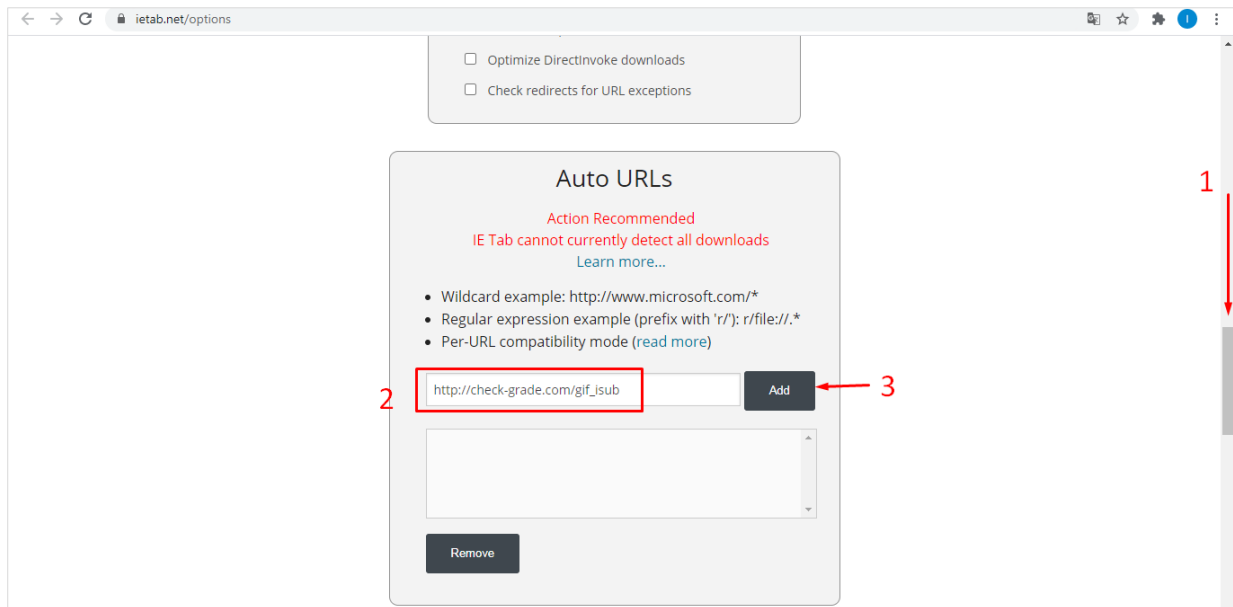 ietab.net/options
Optimize DirectInvoke downloads
Check redirects for URL exceptions
Auto URLs
1
Action Recommended
IE Tab cannot currently detect all downloads
Learn more...
• Wildcard example: http://www.microsoft.com/*
• Regular expression example (prefix with 'r/'): r/file://.*
• Per-URL compatibility mode (read more)
2 http://check-grade.com/gif_isub Add 3
Remove